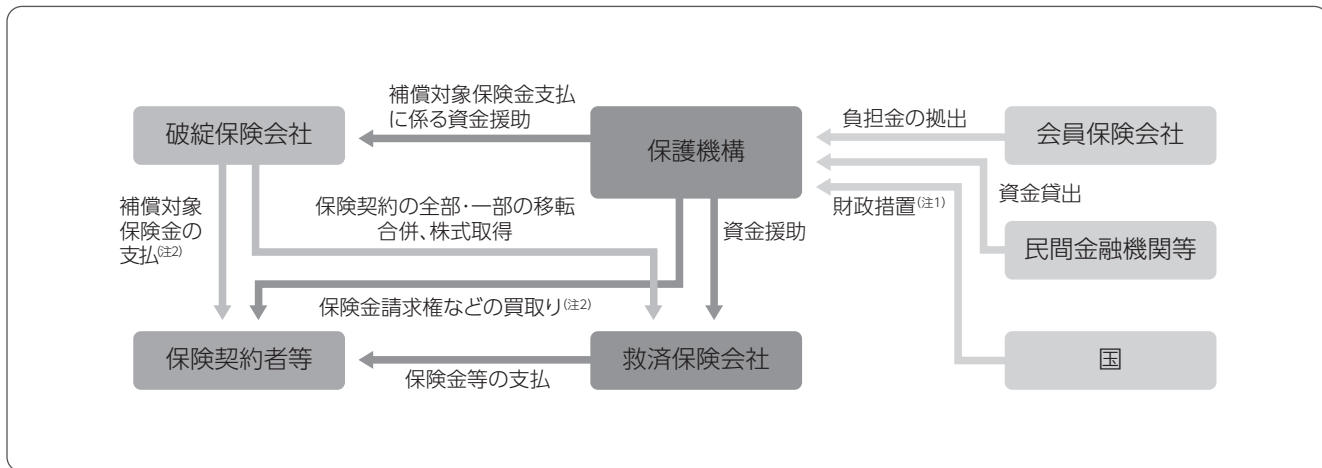 補償対象保険金支払
に係る資金援助
破綻保険会社
保護機構
負担金の拠出
会員保険会社
補償対象
保険金の
支払(注2)
保険契約の全部・一部の移転
合併、株式取得
資金援助
財政措置(注1)
資金貸出
民間金融機関等
保険金請求権などの買取り(注2)
保険契約者等
保険金等の支払
救済保険会社
国